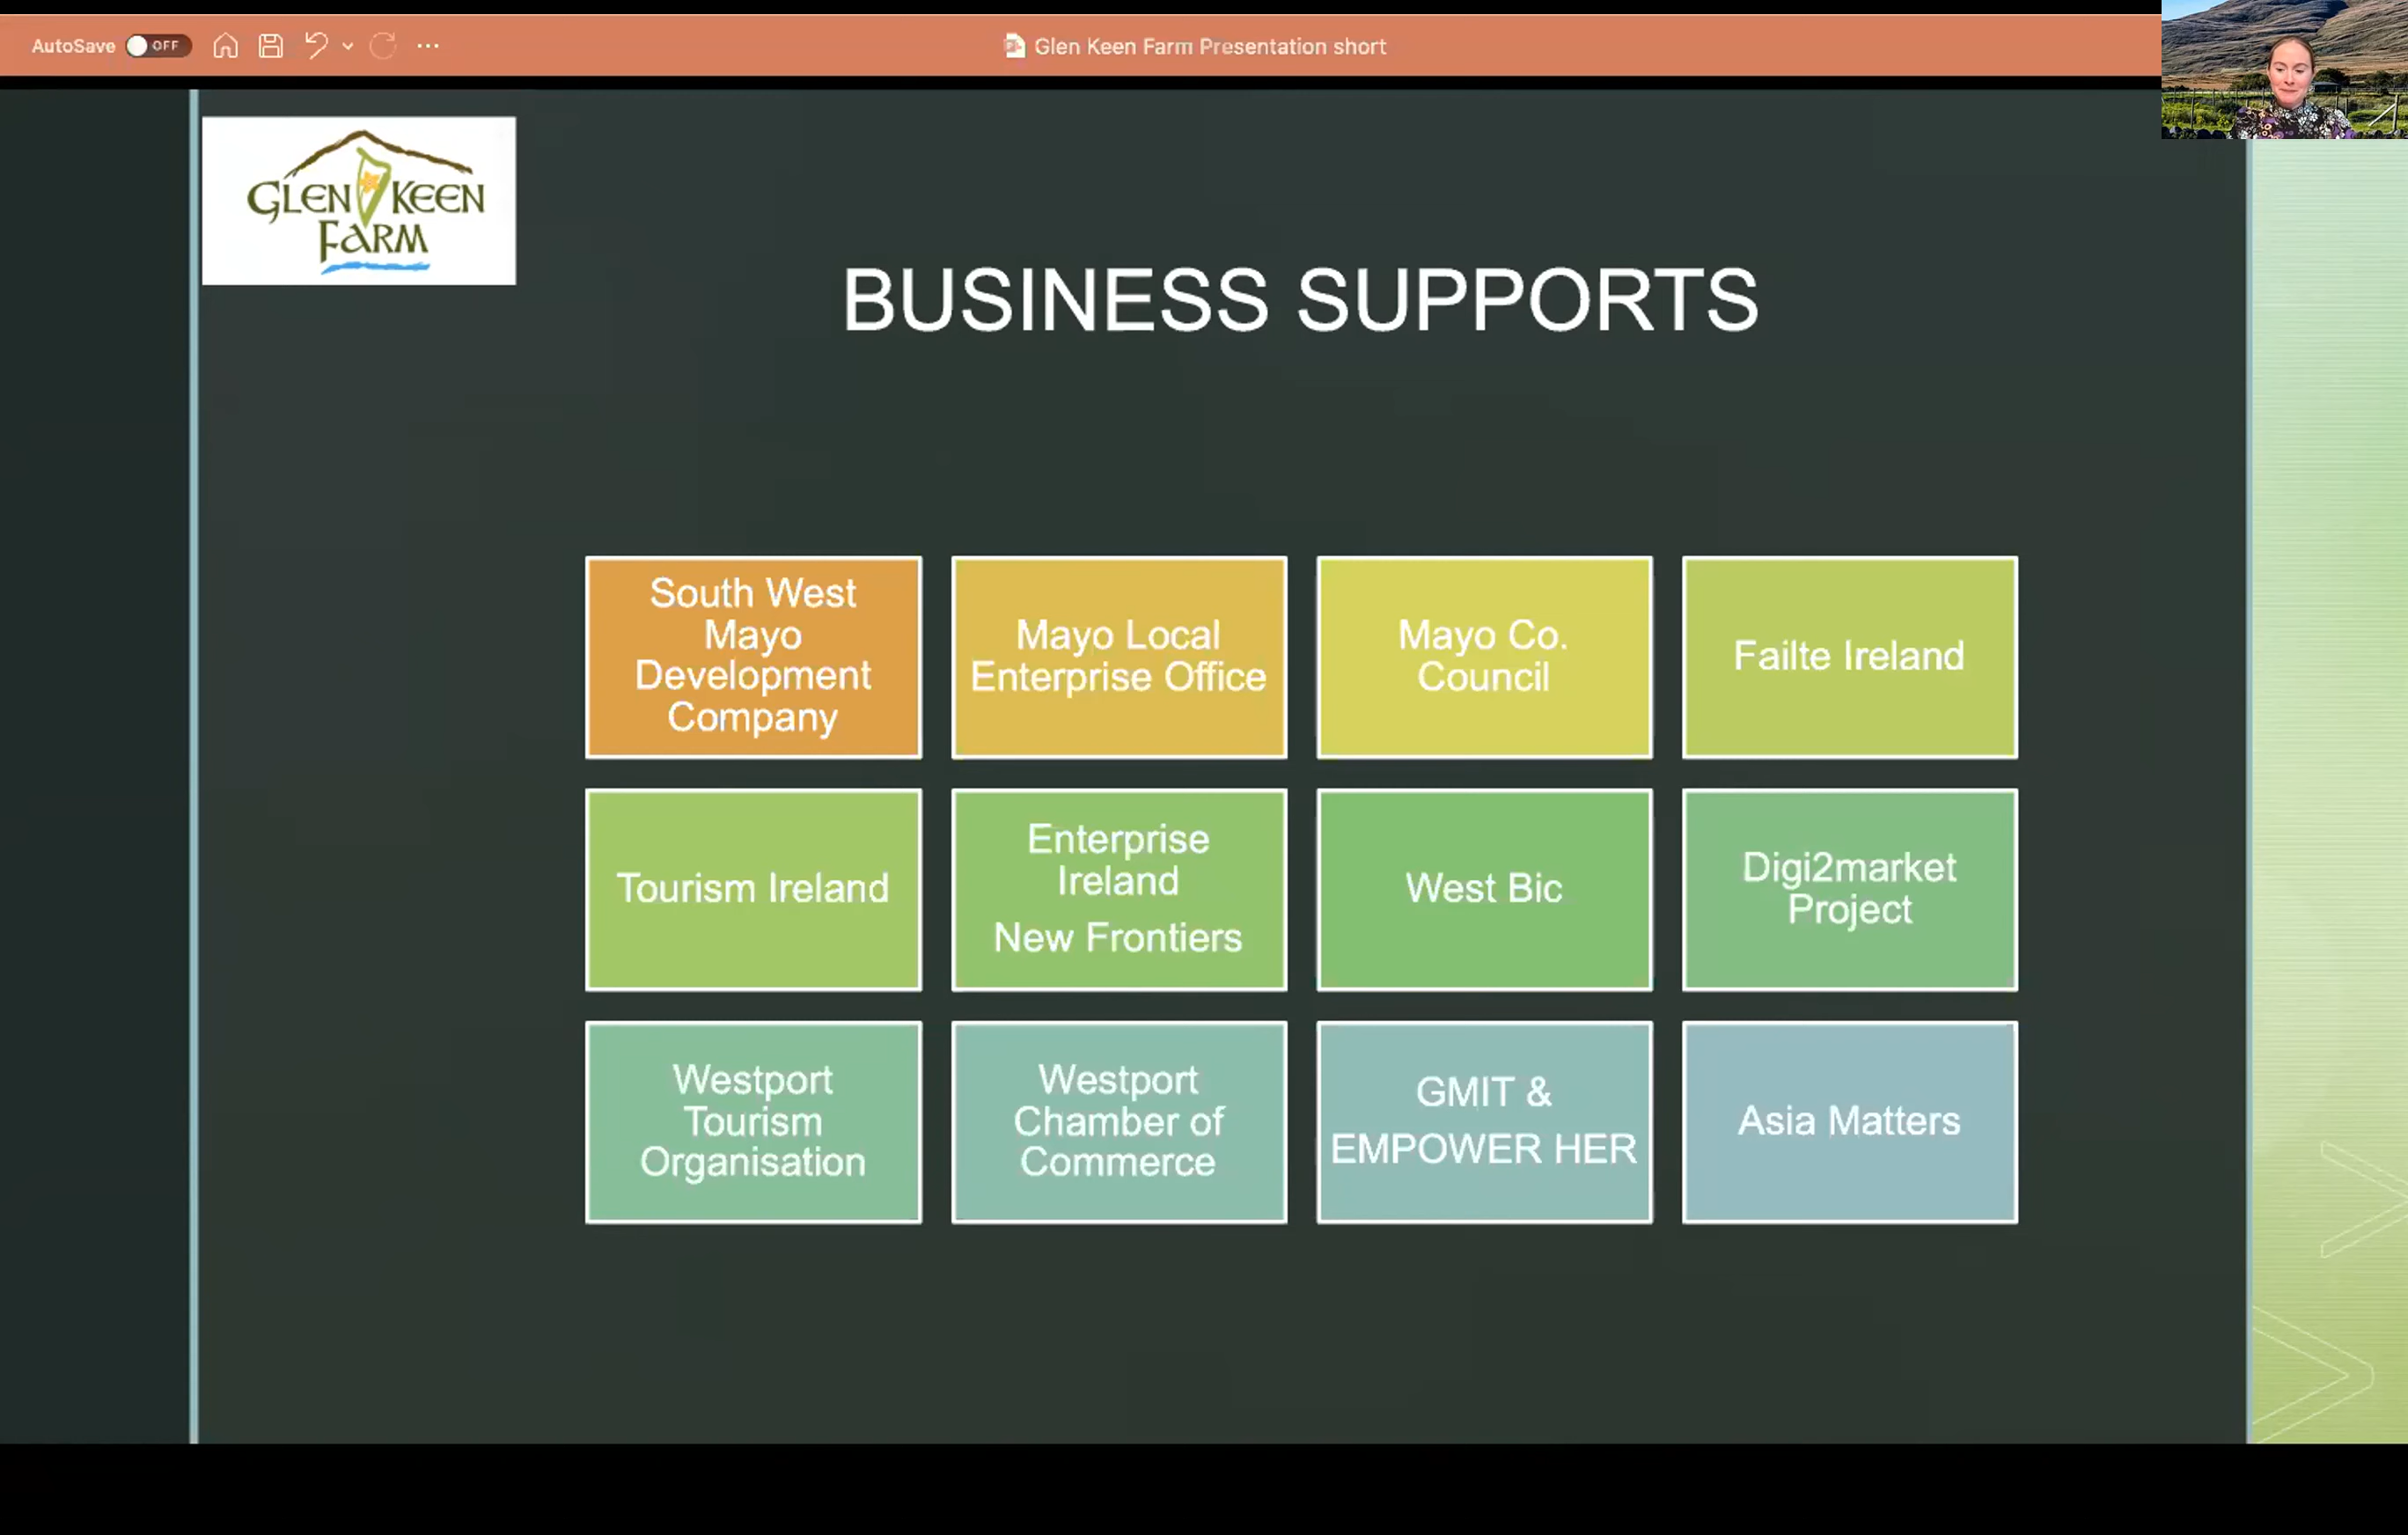 AutoSave OFF
Glen Keen Farm Presentation short
GLEN KEEN
FARM
BUSINESS SUPPORTS
South West
Mayo
Development
Company
Mayo Local
Enterprise Office
Mayo Co.
Council
Failte Ireland
Tourism Ireland
Enterprise
Ireland
New Frontiers
West Bic
Digi2market
Project
Westport
Tourism
Organisation
Westport
Chamber of
Commerce
GMIT &
EMPOWER HER
Asia Matters